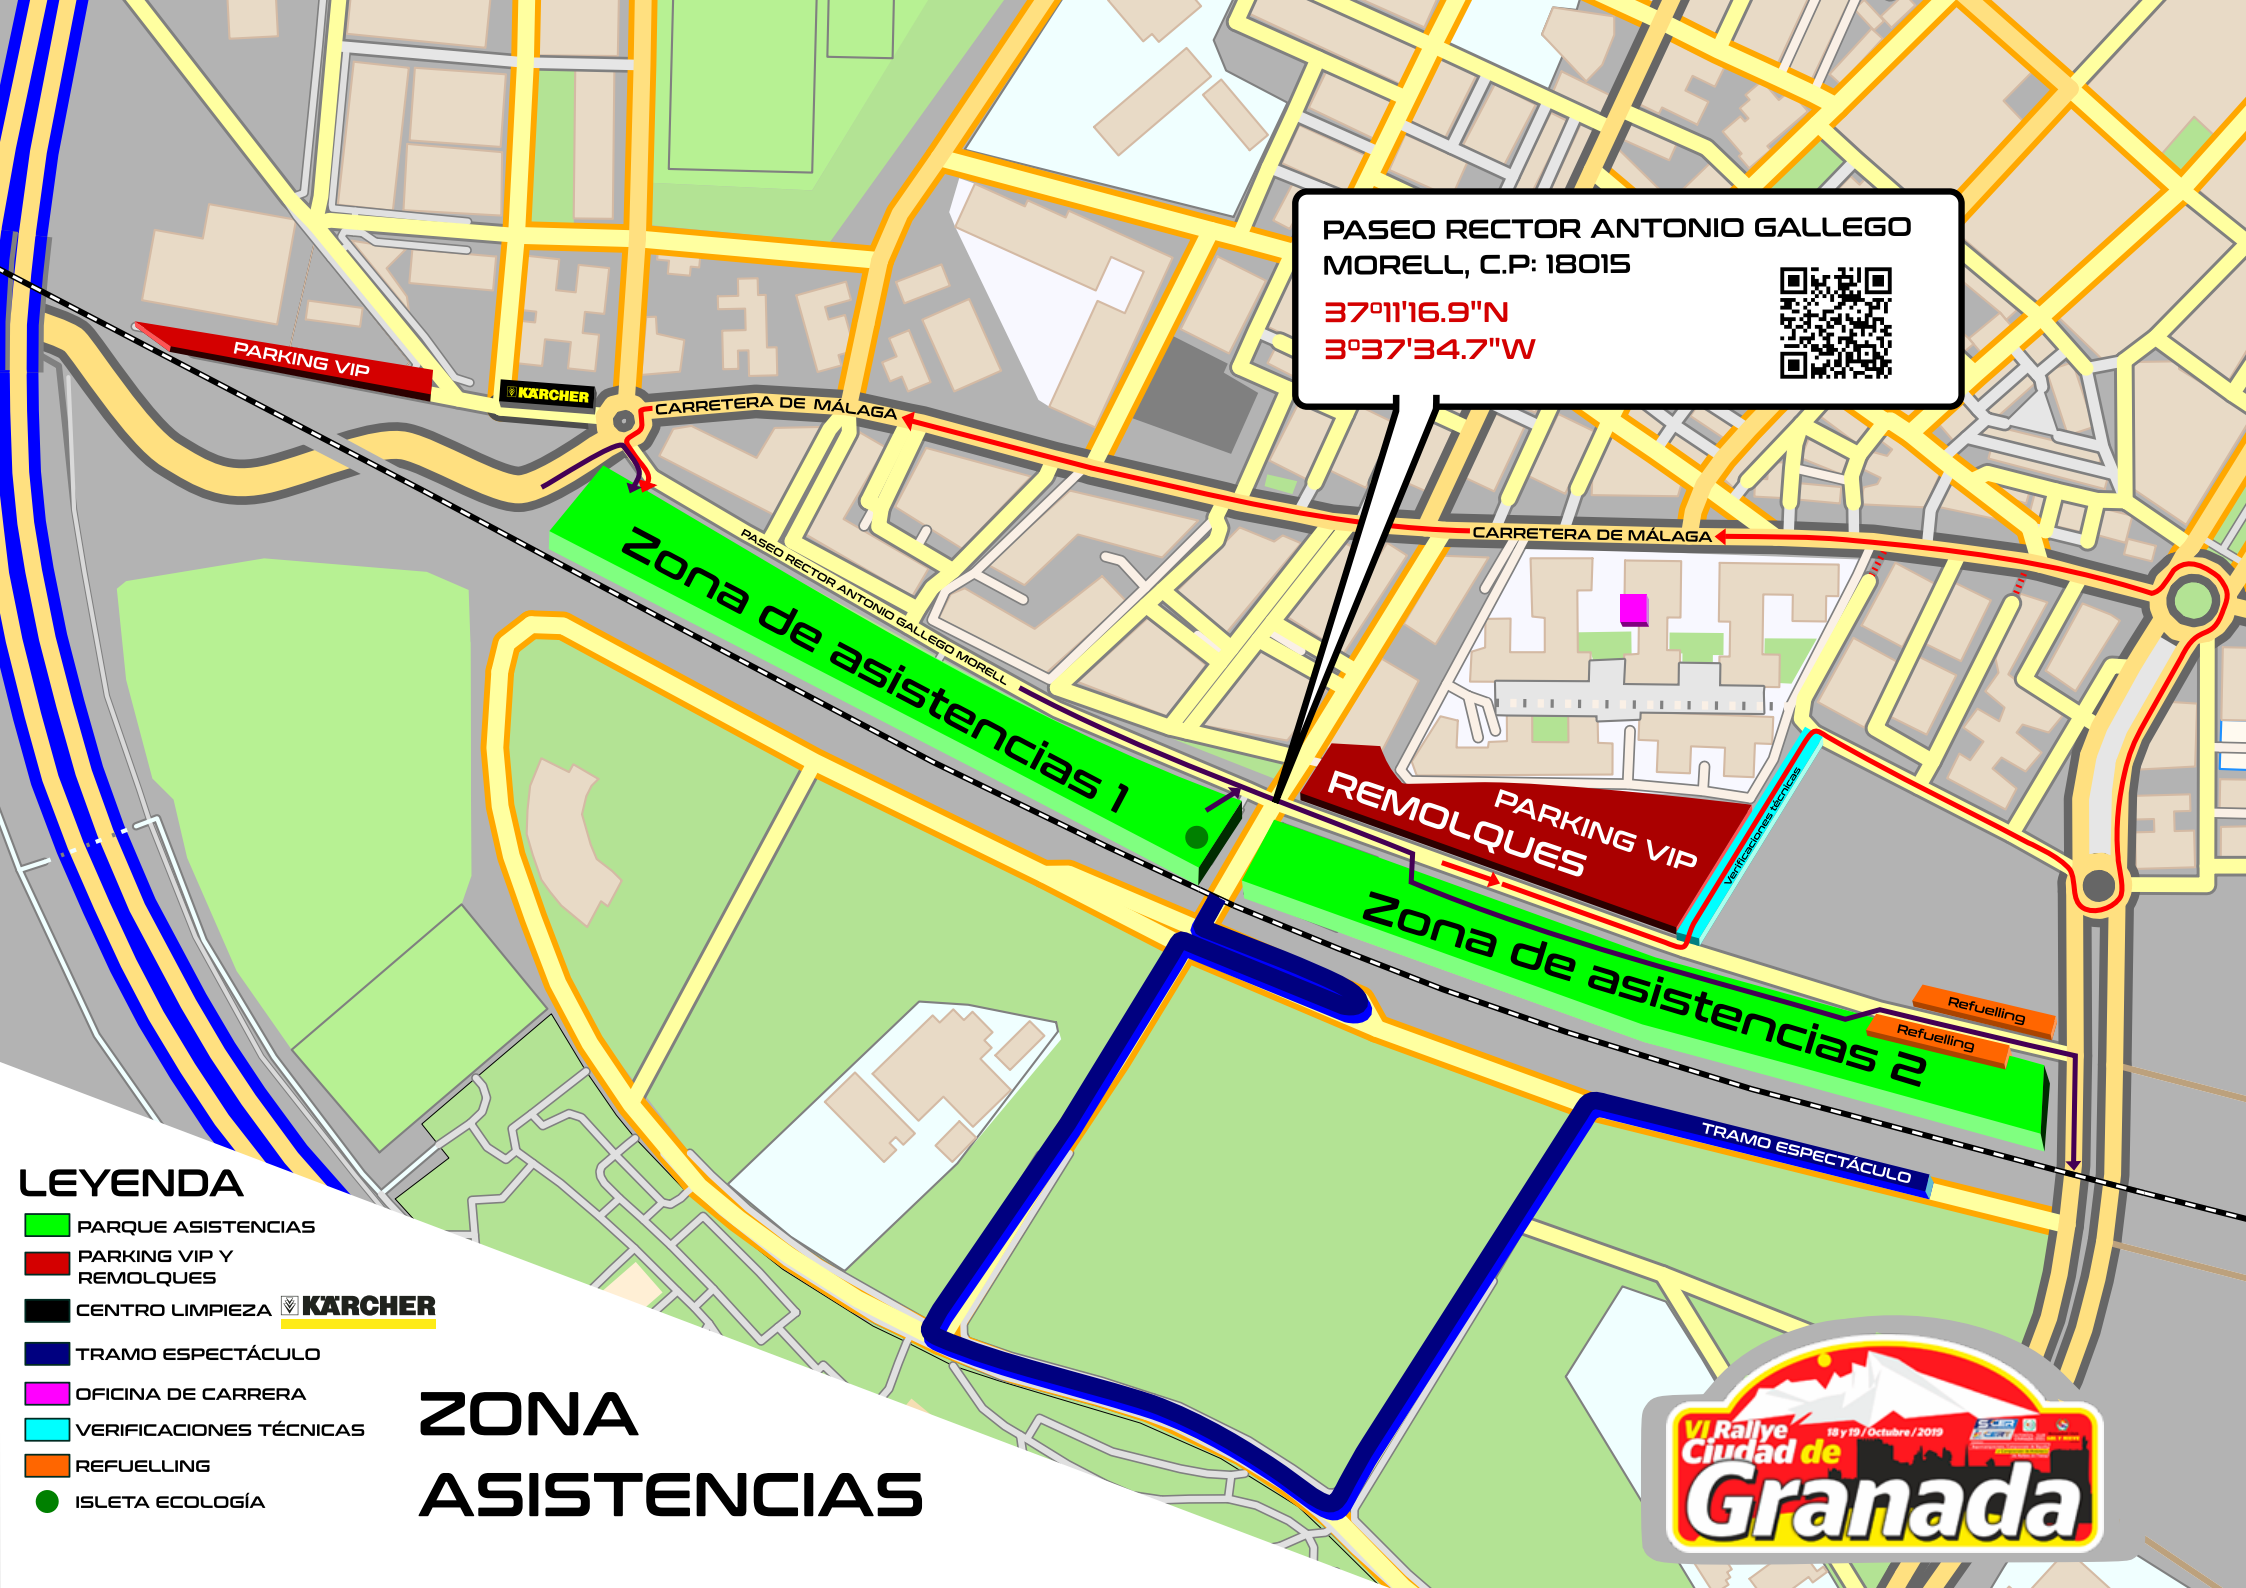 PASEO RECTOR ANTONIO GALLEGO
MORELL, C.P: 18015
37º11'16.9"N
3º37'34.7"W
PARKING VIP
KÄRCHER
CARRETERA DE MÁLAGA
CARRETERA DE MÁLAGA
PASEO RECTOR ANTONIO GALLEGO MORELL
Zona de asistencias 1
PARKING VIP
REMOLQUES
Verificaciones técnicas
Zona de asistencias 2
Refuelling
Refuelling
TRAMO ESPECTÁCULO
LEYENDA
PARQUE ASISTENCIAS
PARKING VIP Y
REMOLQUES
CENTRO LIMPIEZA KÄRCHER
TRAMO ESPECTÁCULO
OFICINA DE CARRERA
VERIFICACIONES TÉCNICAS
REFUELLING
ISLETA ECOLOGÍA
ZONA
ASISTENCIAS
VI Rallye
18 y 19 / Octubre / 2019
Ciudad de
Granada